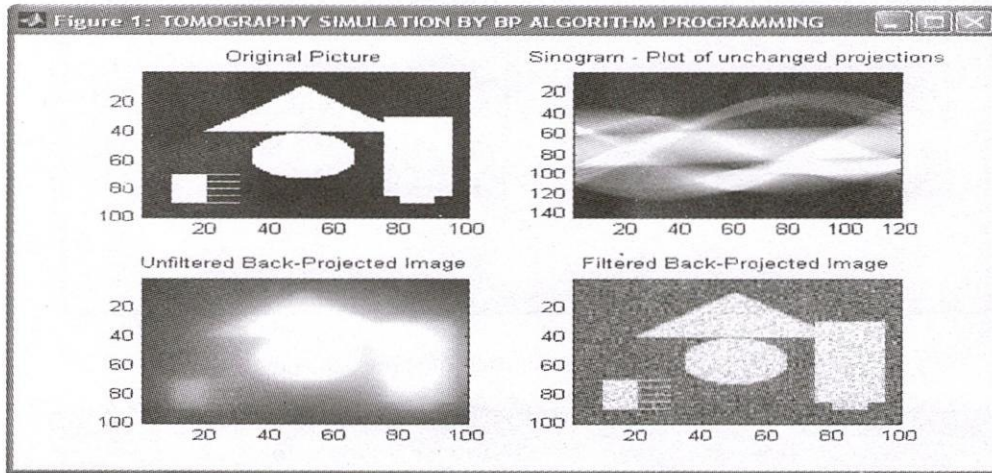 Figure 1: TOMOGRAPHY SIMULATION BY BP ALGORITHM PROGRAMMING
Original Picture
20
40
60
80
100
20 40 60 80 100
Sinogram - Plot of unchanged projections
20
40
60
80
100
120
140
20 40 60 80 100 120
Unfiltered Back-Projected Image
20
40
60
80
100
20 40 60 80 100
Filtered Back-Projected Image
20
40
60
80
100
20 40 60 80 100